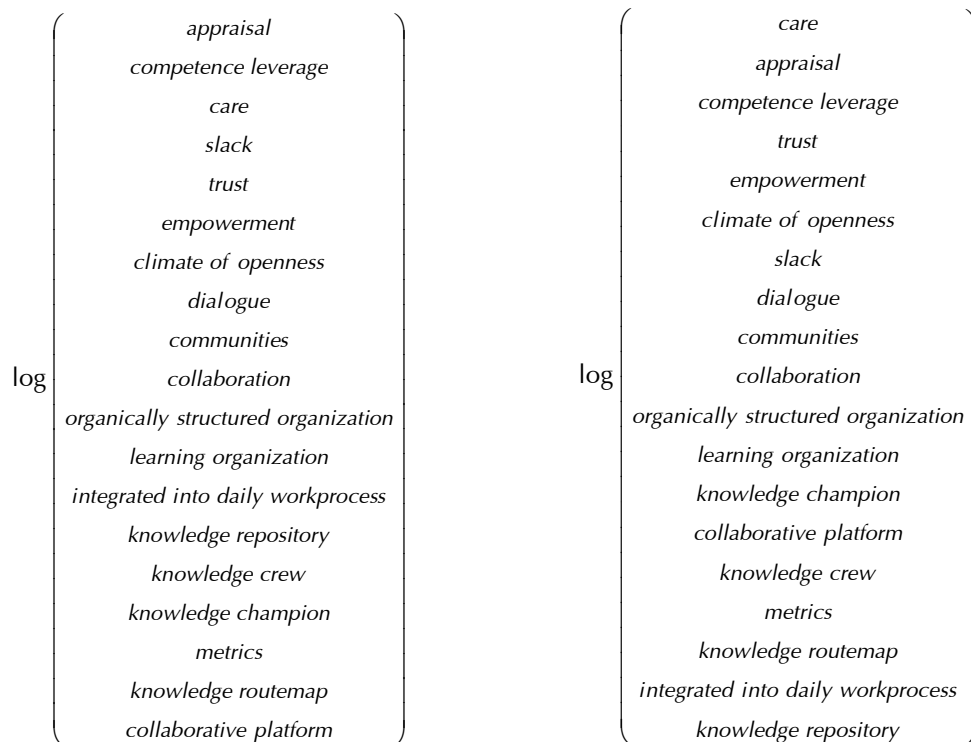 log
appraisal
competence leverage
care
slack
trust
empowerment
climate of openness
dialogue
communities
collaboration
organically structured organization
learning organization
integrated into daily workprocess
knowledge repository
knowledge crew
knowledge champion
metrics
knowledge routemap
collaborative platform
log
care
appraisal
competence leverage
trust
empowerment
climate of openness
slack
dialogue
communities
collaboration
organically structured organization
learning organization
knowledge champion
collaborative platform
knowledge crew
metrics
knowledge routemap
integrated into daily workprocess
knowledge repository